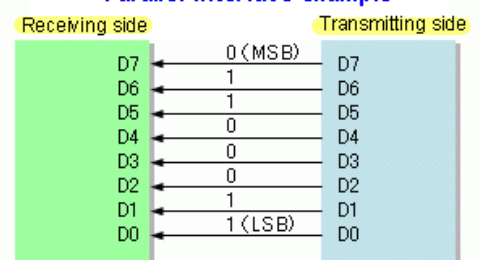 Parallel interface example
Receiving side Transmitting side
D7 0(MSB) D7
D6 1 D6
D5 1 D5
D4 0 D4
D3 0 D3
D2 0 D2
D1 1 D1
D0 1(LSB) D0